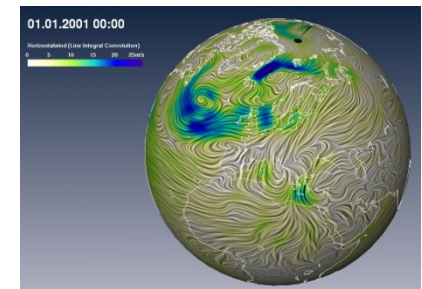 01.01.2001 00:00
Horizontalwind (Line Integral Convolution)
0 5 10 15 20 25m/s